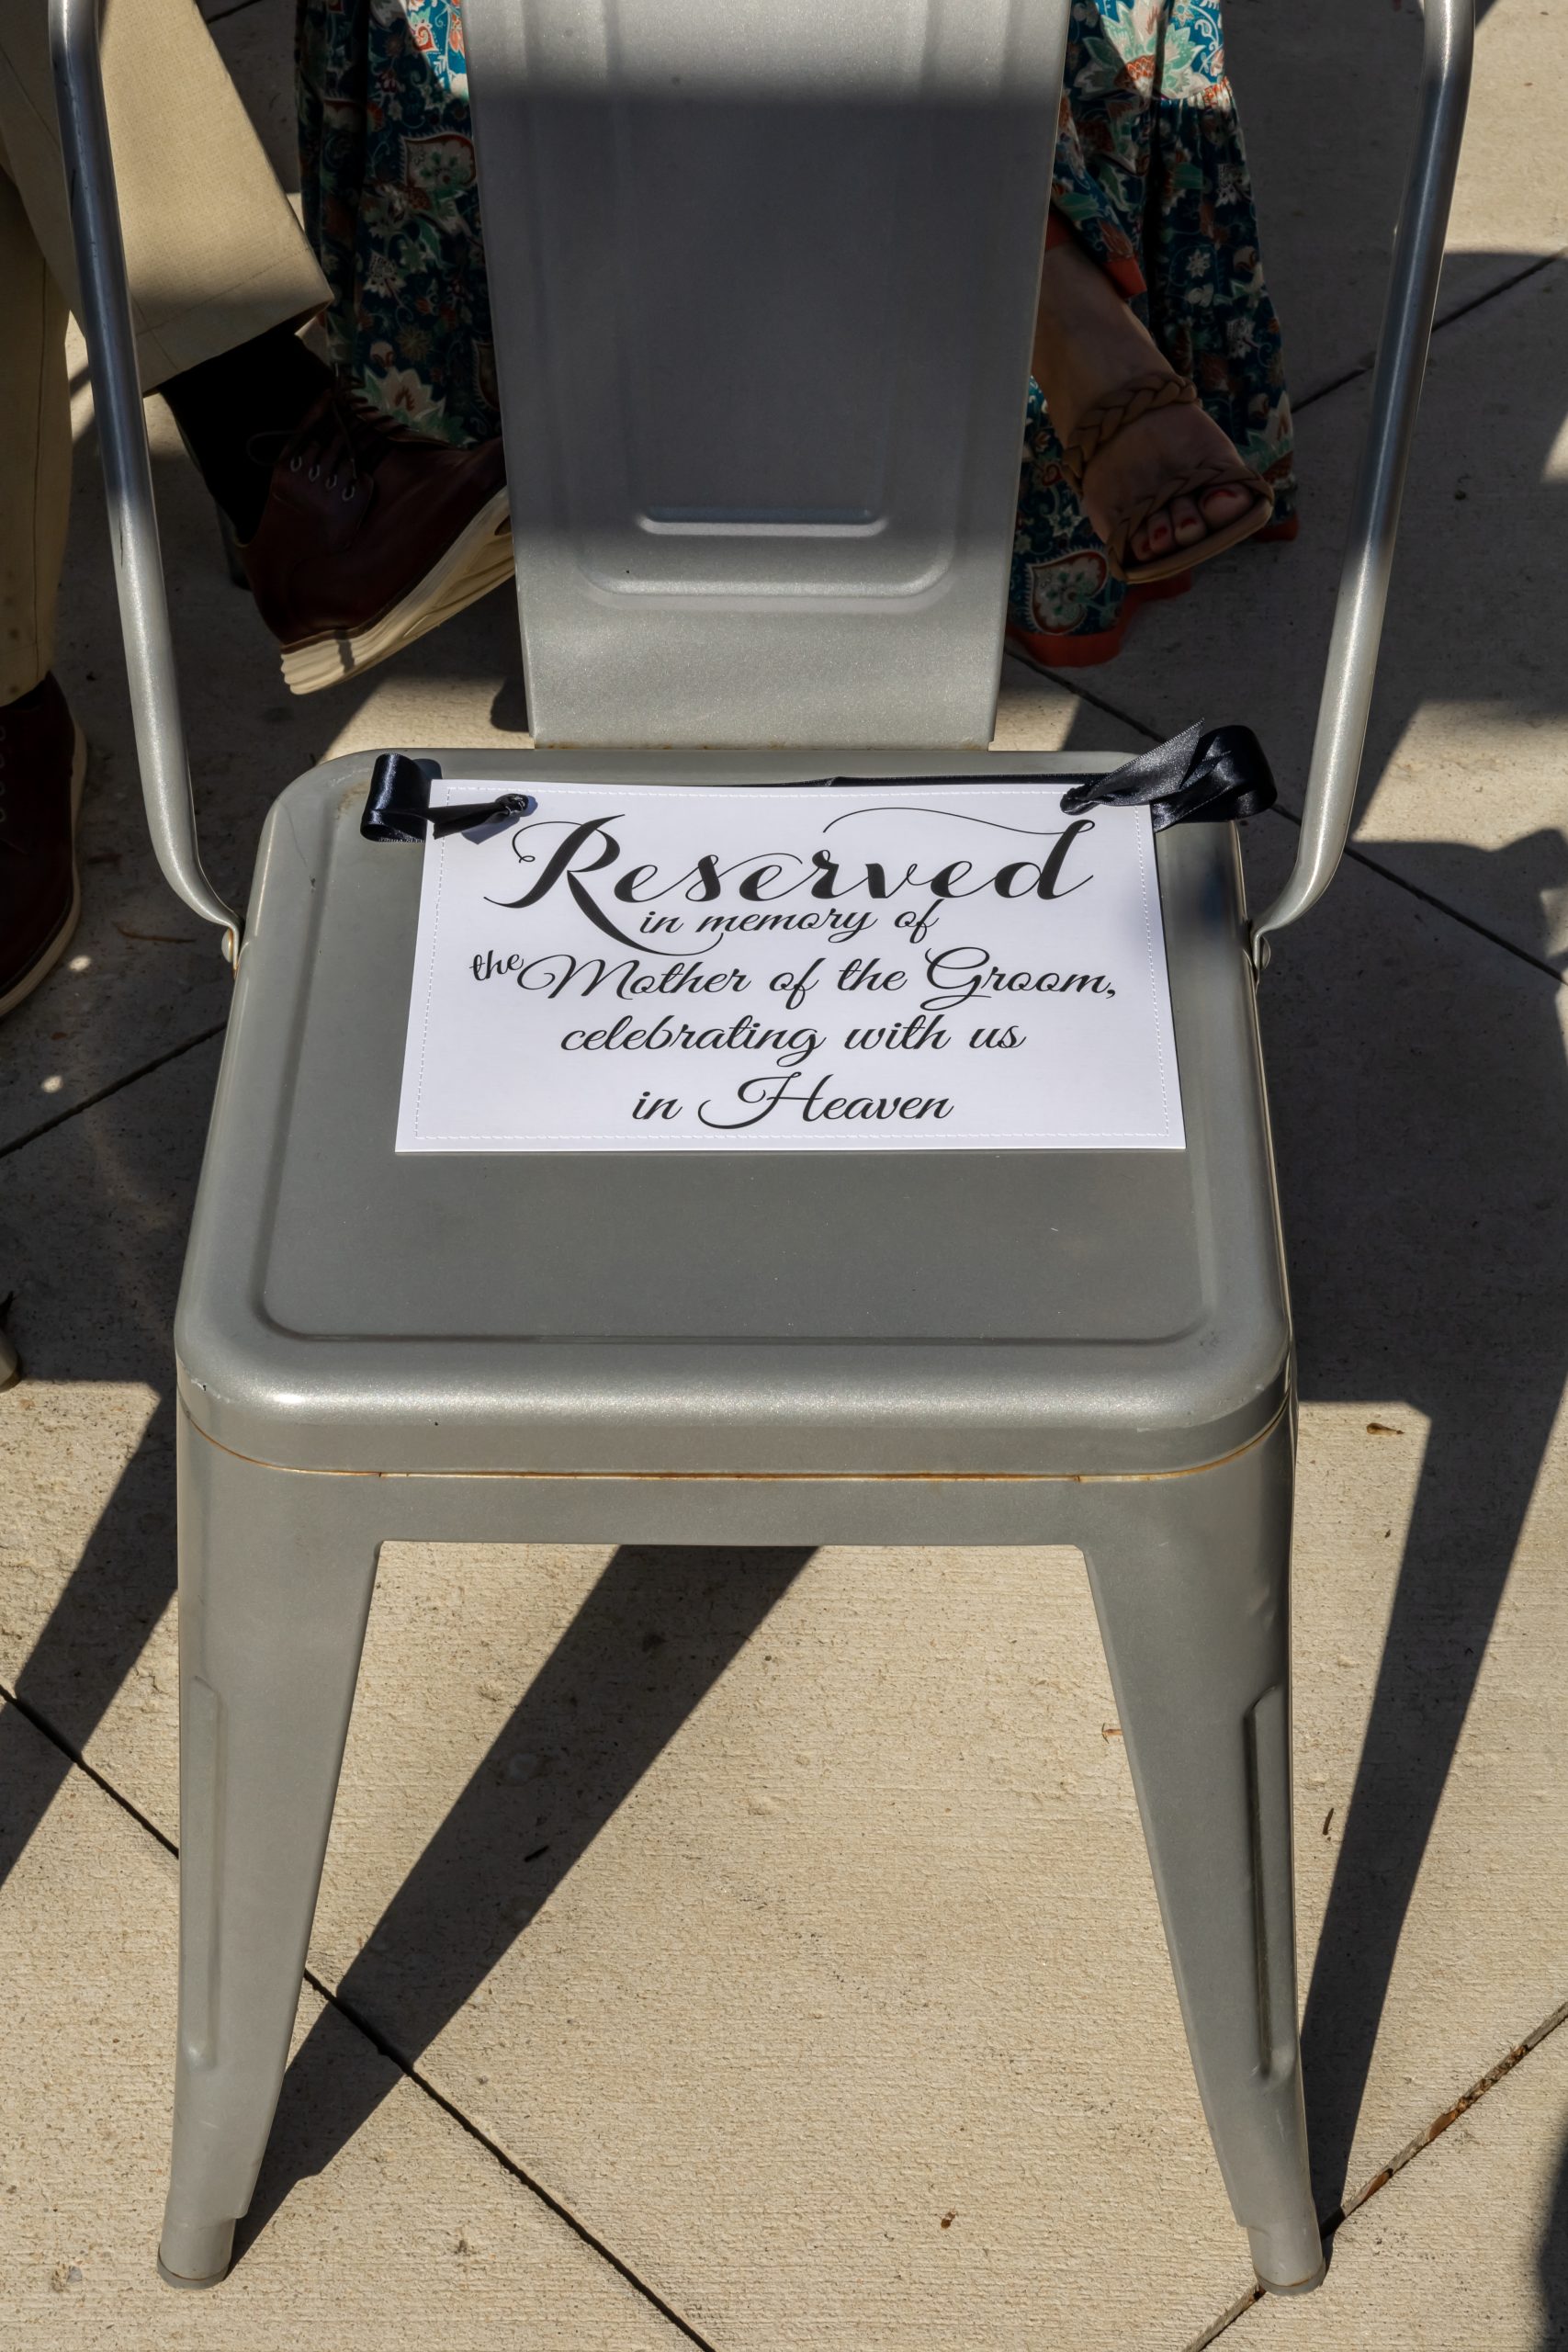 Reserved
in memory of
the Mother of the Groom,
celebrating with us
in Heaven